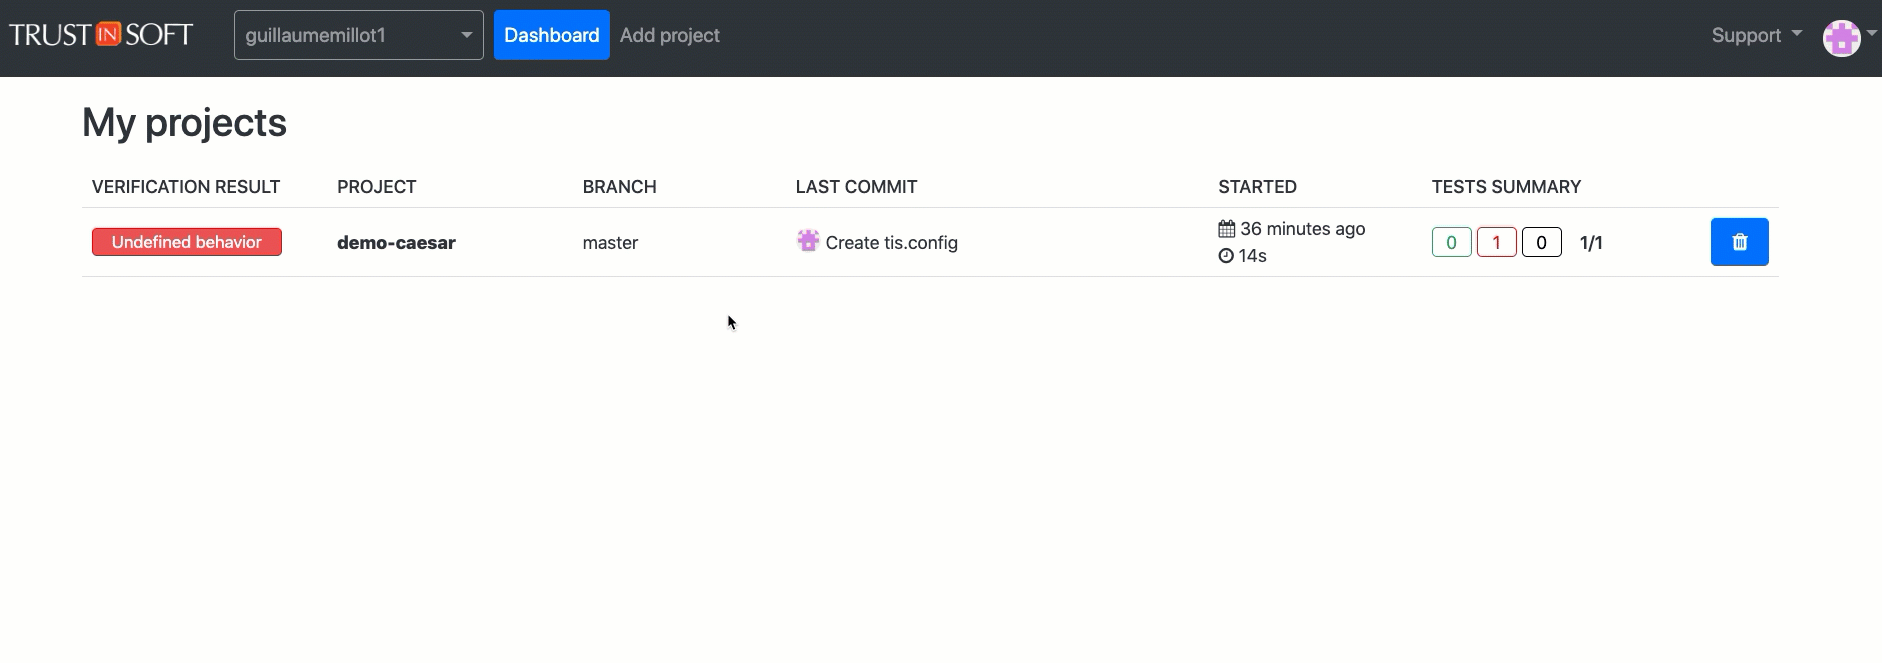 TRUST IN SOFT guillaumemillot1 Dashboard Add project Support
My projects
VERIFICATION RESULT PROJECT BRANCH LAST COMMIT STARTED TESTS SUMMARY
Undefined behavior demo-caesar master Create tis.config 36 minutes ago 0 1 0 1/1
14s